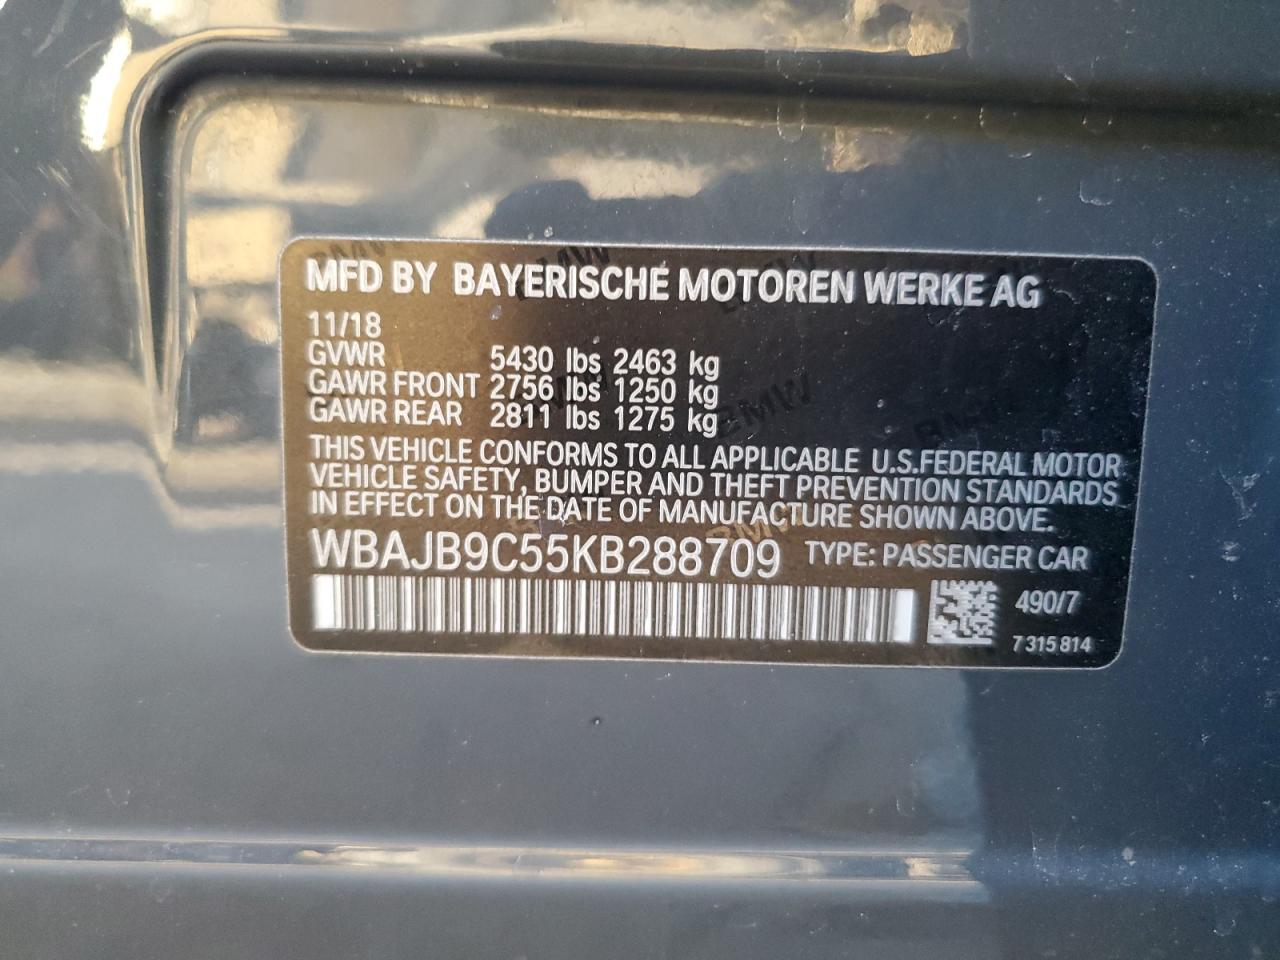 MFD BY BAYERISCHE MOTOREN WERKE AG
11/18
GVWR 5430 lbs 2463 kg
GAWR FRONT 2756 lbs 1250 kg
GAWR REAR 2811 lbs 1275 kg
THIS VEHICLE CONFORMS TO ALL APPLICABLE U.S.FEDERAL MOTOR
VEHICLE SAFETY, BUMPER AND THEFT PREVENTION STANDARDS
IN EFFECT ON THE DATE OF MANUFACTURE SHOWN ABOVE.
WBAJB9C55KB288709 TYPE: PASSENGER CAR
490/7
7 315 814